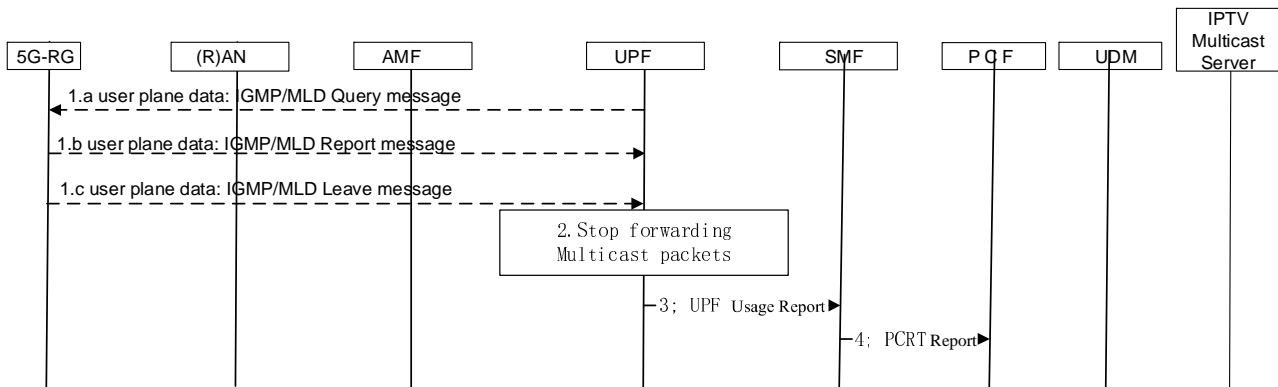 IPTV
Multicast
Server
5G-RG
(R)AN
AMF
UPF
SMF
P C F
UDM
1.a user plane data: IGMP/MLD Query message
1.b user plane data: IGMP/MLD Report message
1.c user plane data: IGMP/MLD Leave message
2.Stop forwarding
Multicast packets
3; UPF Usage Report
4; PCRT Report